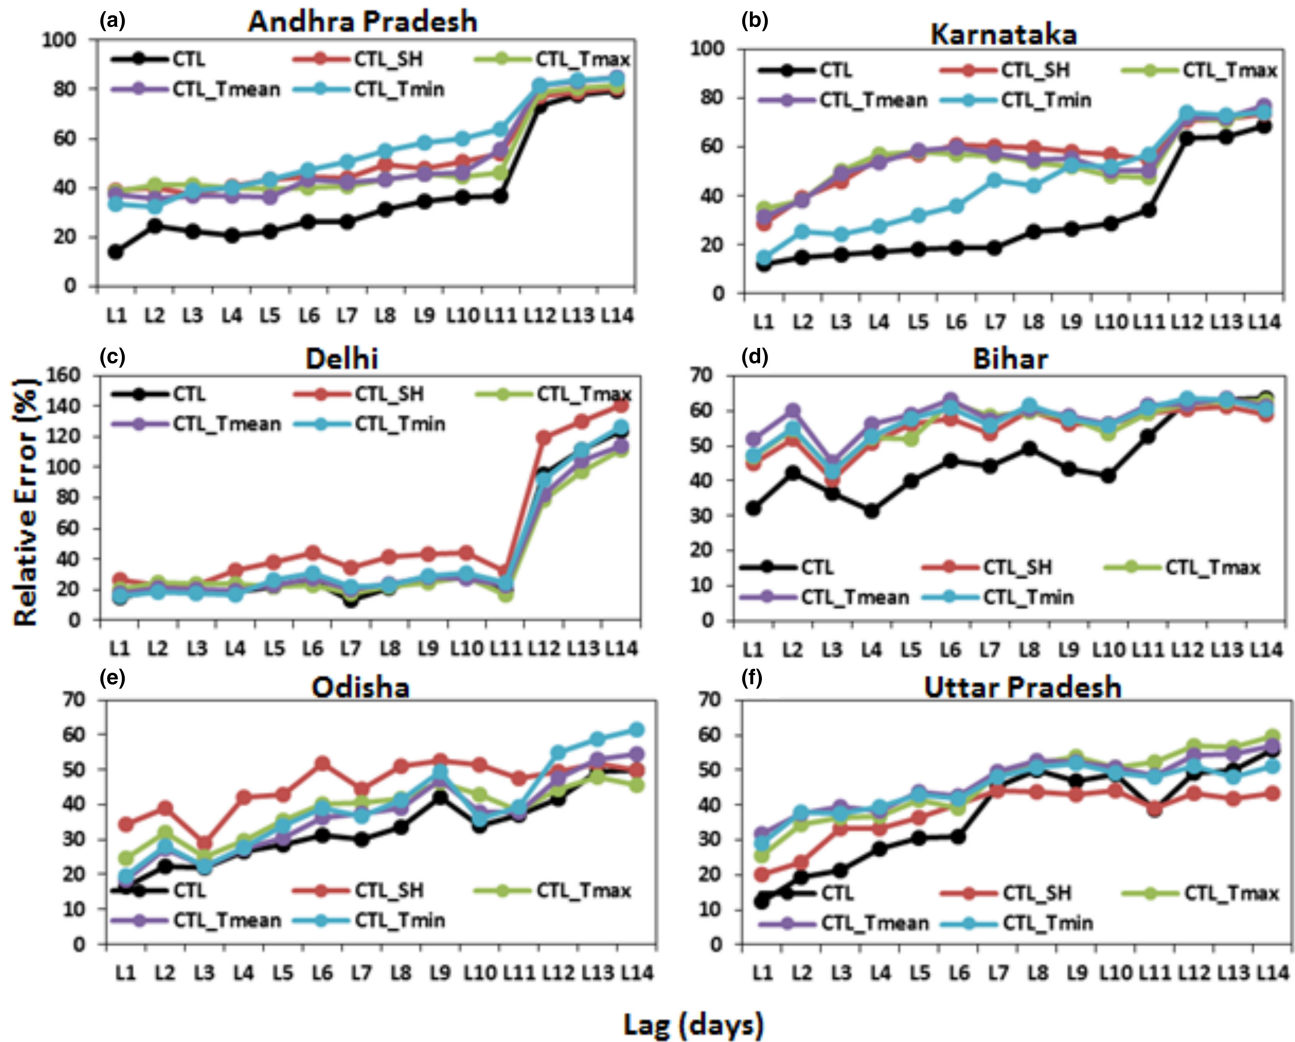 (a) Andhra Pradesh
100
80
60
40
20
0
CTL CTL_SH CTL_Tmax
CTL_Tmean CTL_Tmin
L1 L2 L3 L4 L5 L6 L7 L8 L9 L10 L11 L12 L13 L14
(b) Karnataka
100
80
60
40
20
0
CTL CTL_SH CTL_Tmax
CTL_Tmean CTL_Tmin
L1 L2 L3 L4 L5 L6 L7 L8 L9 L10 L11 L12 L13 L14
Relative Error (%)
(c) Delhi
160
140
120
100
80
60
40
20
0
CTL CTL_SH CTL_Tmax
CTL_Tmean CTL_Tmin
L1 L2 L3 L4 L5 L6 L7 L8 L9 L10 L11 L12 L13 L14
(d) Bihar
70
60
50
40
30
20
10
0
CTL CTL_SH CTL_Tmax
CTL_Tmean CTL_Tmin
L1 L2 L3 L4 L5 L6 L7 L8 L9 L10 L11 L12 L13 L14
(e) Odisha
70
60
50
40
30
20
10
0
CTL CTL_SH CTL_Tmax
CTL_Tmean CTL_Tmin
L1 L2 L3 L4 L5 L6 L7 L8 L9 L10 L11 L12 L13 L14
(f) Uttar Pradesh
70
60
50
40
30
20
10
0
CTL CTL_SH CTL_Tmax
CTL_Tmean CTL_Tmin
L1 L2 L3 L4 L5 L6 L7 L8 L9 L10 L11 L12 L13 L14
Lag (days)